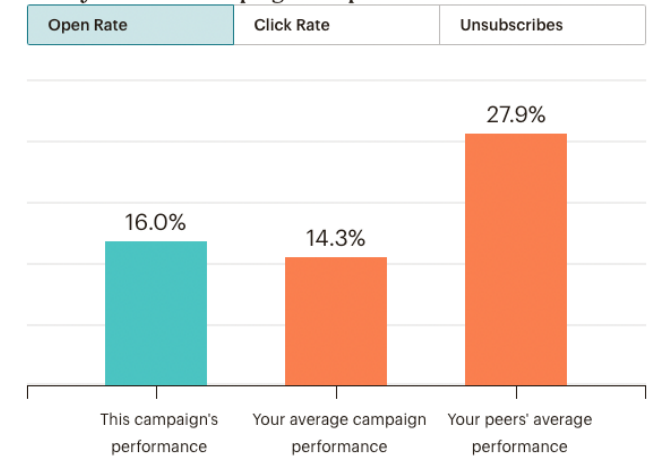 Open Rate
Click Rate
Unsubscribes
27.9%
16.0%
14.3%
This campaign's
performance
Your average campaign
performance
Your peers' average
performance